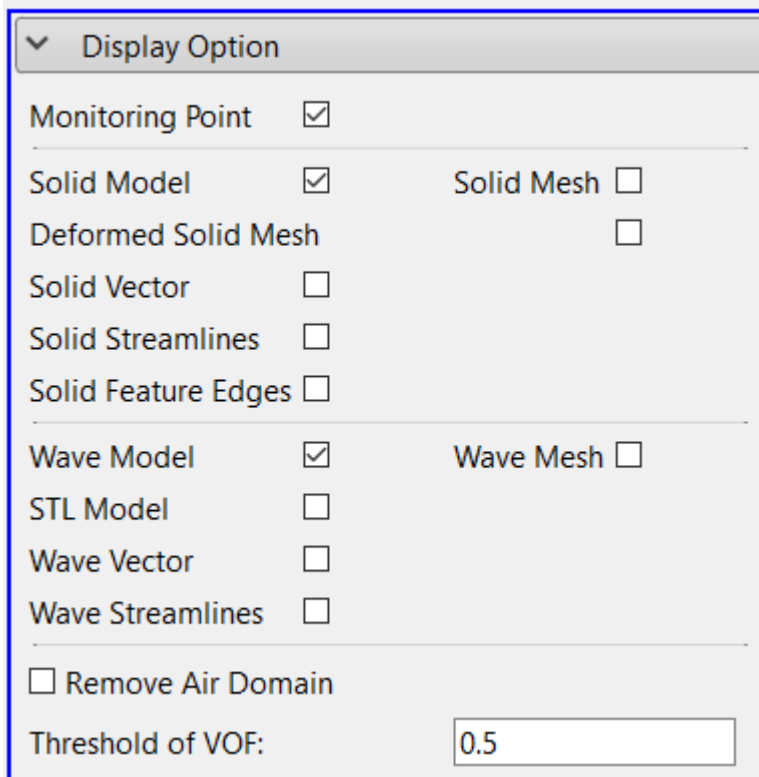 Display Option
Monitoring Point
Solid Model Solid Mesh
Deformed Solid Mesh
Solid Vector
Solid Streamlines
Solid Feature Edges
Wave Model Wave Mesh
STL Model
Wave Vector
Wave Streamlines
Remove Air Domain
Threshold of VOF: 0.5